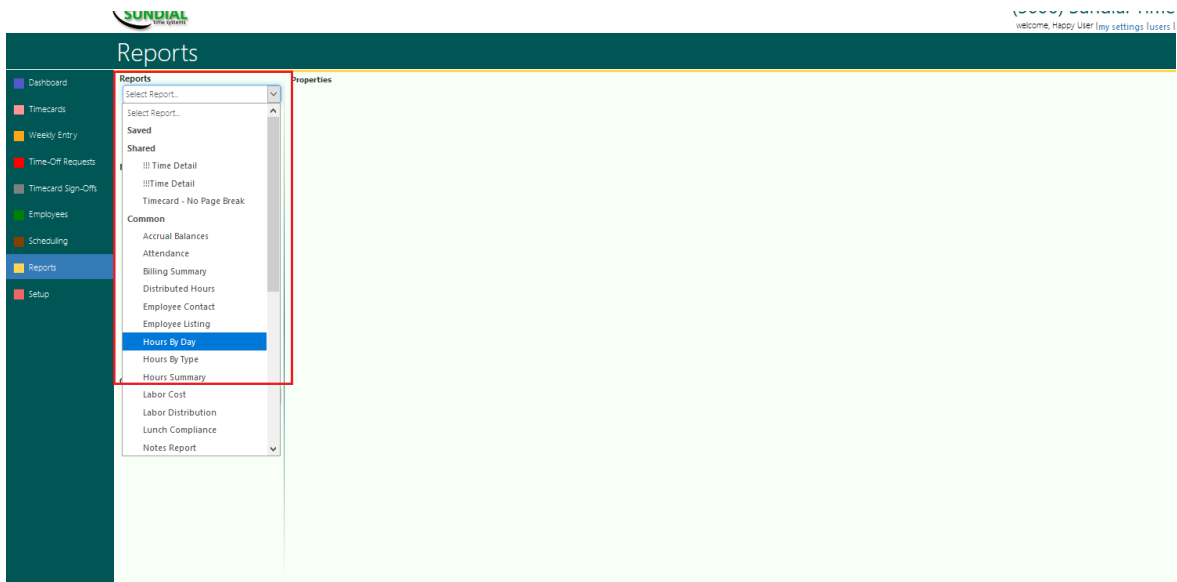 SUNDIAL
time systems
welcome, Happy User |my settings |users |
Reports
Dashboard
Timecards
Weekly Entry
Time-Off Requests
Timecard Sign-Offs
Employees
Scheduling
Reports
Setup
Reports
Select Report..
Select Report..
Saved
Shared
!!! Time Detail
!!!Time Detail
Timecard - No Page Break
Common
Accrual Balances
Attendance
Billing Summary
Distributed Hours
Employee Contact
Employee Listing
Hours By Day
Hours By Type
Hours Summary
Labor Cost
Labor Distribution
Lunch Compliance
Notes Report
Properties